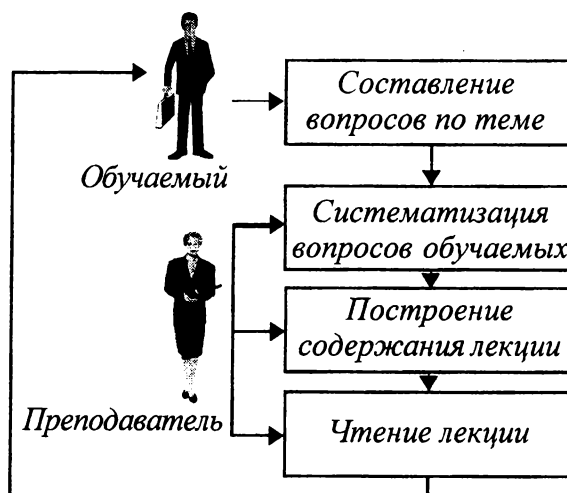 Составление
вопросов по теме
Обучаемый
Систематизация
вопросов обучаемых
Построение
содержания лекции
Преподаватель
Чтение лекции